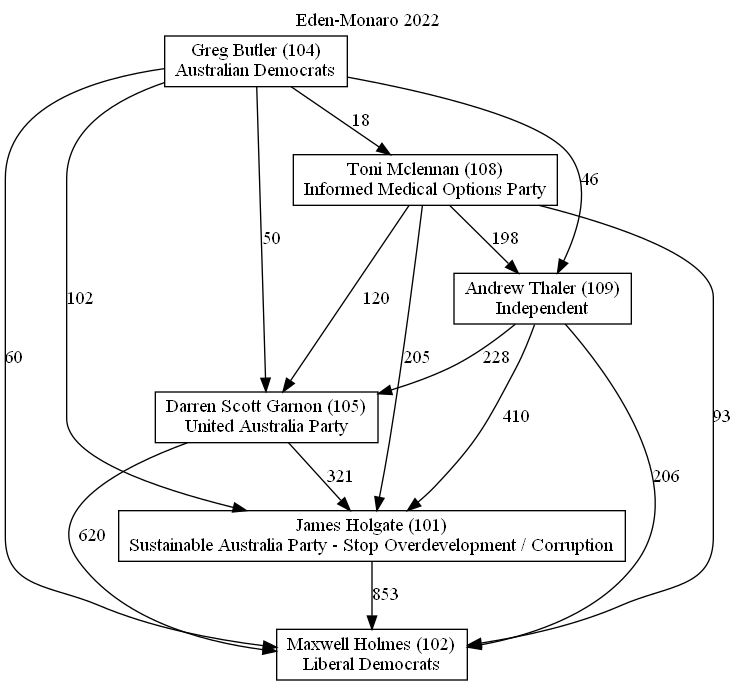 Eden-Monaro 2022
Greg Butler (104)
Australian Democrats
18
Toni Mclennan (108)
Informed Medical Options Party
46
50
198
Andrew Thaler (109)
Independent
102
120
60
205
228
93
Darren Scott Garnon (105)
United Australia Party
410
321
206
620
James Holgate (101)
Sustainable Australia Party - Stop Overdevelopment / Corruption
853
Maxwell Holmes (102)
Liberal Democrats